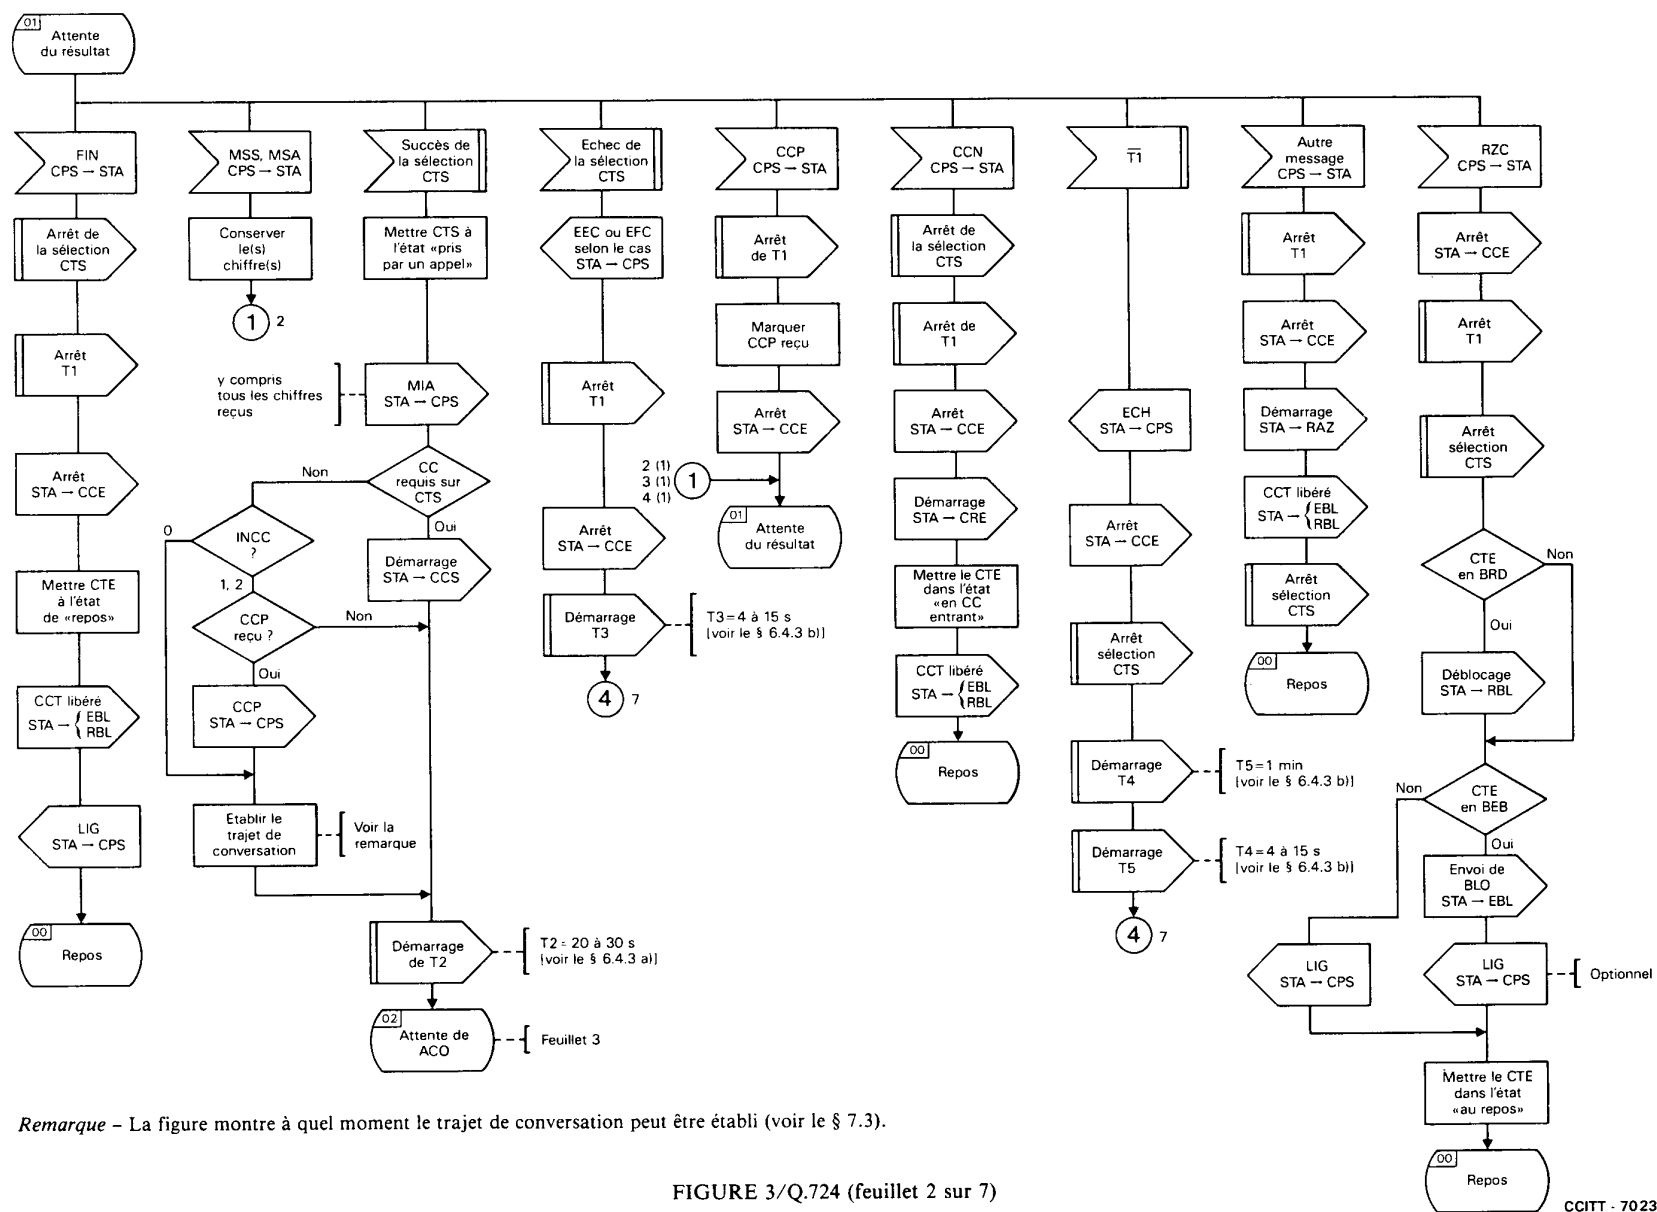 01
Attente
du résultat
FIN
CPS → STA
Arrêt de
la sélection
CTS
Arrêt
T1
Arrêt
STA → CCE
Mettre CTE
à l'état
de «repos»
CCT libéré
STA → { EBL
RBL
LIG
STA → CPS
00
Repos
MSS, MSA
CPS → STA
Conserver
le(s)
chiffre(s)
1 2
Succès de
la sélection
CTS
Mettre CTS à
l'état «pris
par un appel»
y compris
tous les chiffres
reçus
MIA
STA → CPS
CC
requis sur
CTS
Non
Oui
INCC
?
0
1, 2
Démarrage
STA → CCS
CCP
reçu ?
Non
Oui
CCP
STA → CPS
Etablir le
trajet de
conversation
Voir la
remarque
Démarrage
de T2
T2 = 20 à 30 s
[voir le § 6.4.3 a)]
02
Attente de
ACO
Feuillet 3
Echec de
la sélection
CTS
EEC ou EFC
selon le cas
STA → CPS
Arrêt
T1
Arrêt
STA → CCE
Démarrage
T3
T3=4 à 15 s
[voir le § 6.4.3 b)]
4 7
CCP
CPS → STA
Arrêt
de T1
Marquer
CCP reçu
Arrêt
STA → CCE
2 (1)
3 (1)
4 (1)
1
01
Attente
du résultat
CCN
CPS → STA
Arrêt de
la sélection
CTS
Arrêt de
T1
Arrêt
STA → CCE
Démarrage
STA → CRE
Mettre le CTE
dans l'état
«en CC
entrant»
CCT libéré
STA → { EBL
RBL
00
Repos
T1
ECH
STA → CPS
Arrêt
STA → CCE
Arrêt
sélection
CTS
Démarrage
T4
T5=1 min
[voir le § 6.4.3 b)]
Démarrage
T5
T4=4 à 15 s
[voir le § 6.4.3 b)]
4 7
Autre
message
CPS → STA
Arrêt
T1
Arrêt
STA → CCE
Démarrage
STA → RAZ
CCT libéré
STA → { EBL
RBL
Arrêt
sélection
CTS
00
Repos
RZC
CPS → STA
Arrêt
STA → CCE
Arrêt
T1
Arrêt
sélection
CTS
CTE
en BRD
Non
Oui
Déblocage
STA → RBL
CTE
en BEB
Non
Oui
Envoi de
BLO
STA → EBL
LIG
STA → CPS
LIG
STA → CPS
Optionnel
Mettre le CTE
dans l'état
«au repos»
00
Repos
Remarque – La figure montre à quel moment le trajet de conversation peut être établi (voir le § 7.3).
FIGURE 3/Q.724 (feuillet 2 sur 7)
CCITT - 7023